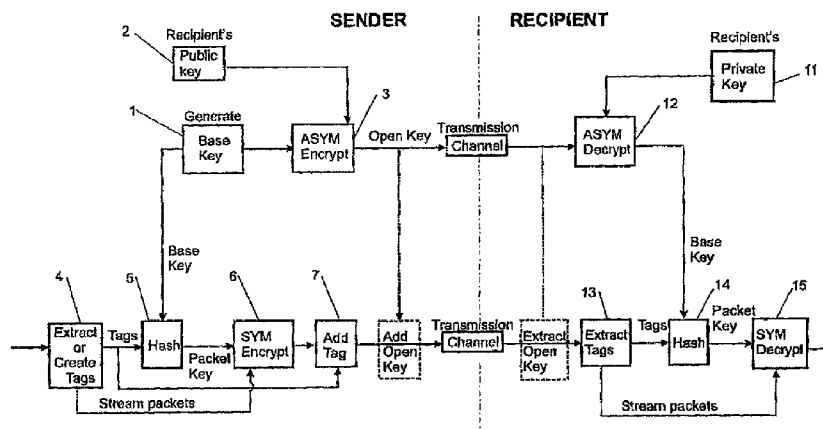 SENDER
RECIPIENT
2
Recipient's
Public
key
Recipient's
Private
Key
11
1
Generate
Base
Key
3
ASYM
Encrypt
Open Key
Transmission
Channel
ASYM
Decrypt
12
Base
Key
Base
Key
4
Extract
or
Create
Tags
Tags
5
Hash
Packet
Key
6
SYM
Encrypt
7
Add
Tag
Add
Open
Key
Transmission
Channel
Extract
Open
Key
13
Extract
Tags
Tags
14
Hash
Packet
Key
15
SYM
Decrypt
Stream packets
Stream packets